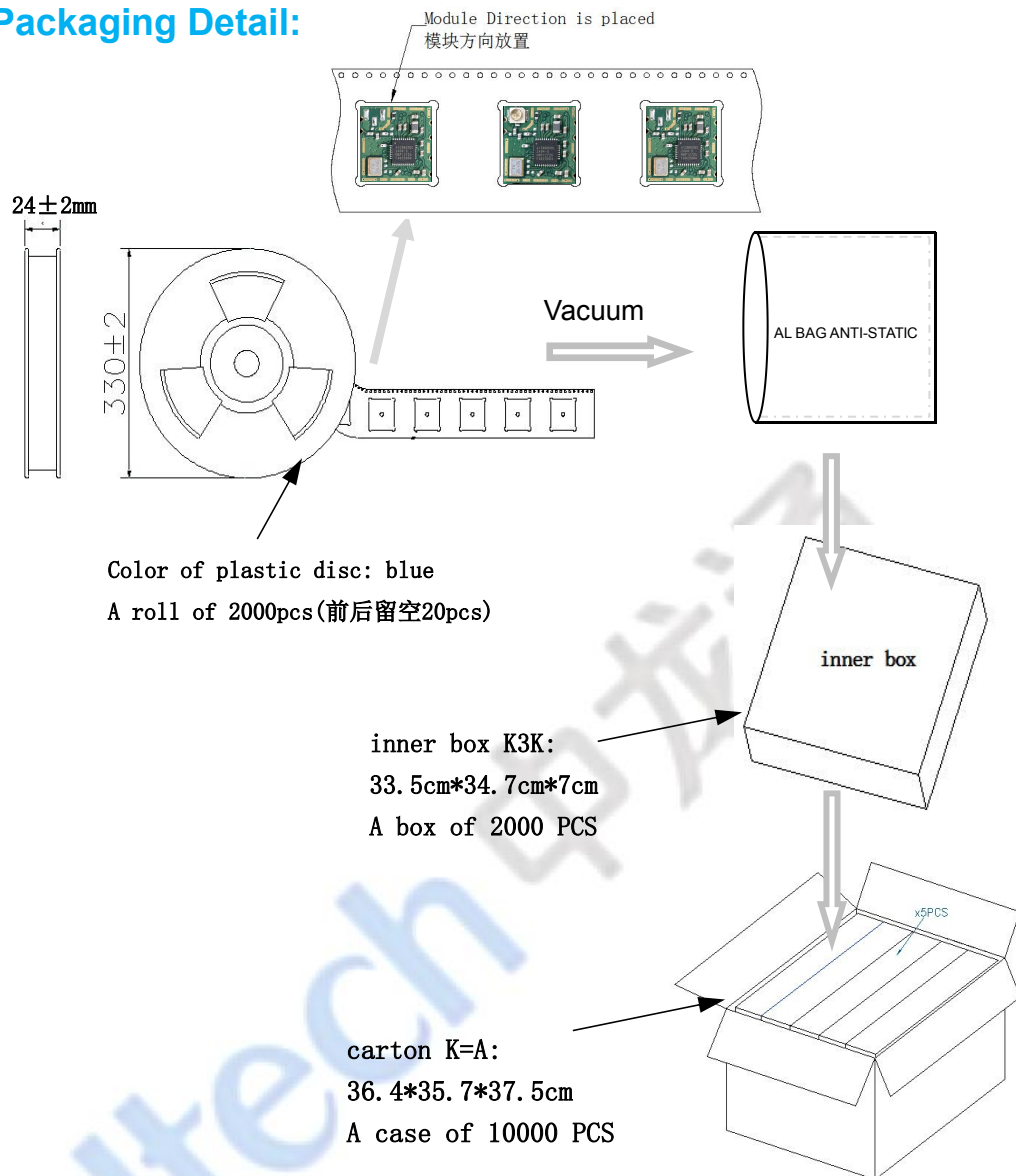 Packaging Detail:
Module Direction is placed
模块方向放置
24±2mm
330±2
Vacuum
AL BAG ANTI-STATIC
Color of plastic disc: blue
A roll of 2000pcs(前后留空20pcs)
inner box
inner box K3K:
33.5cm*34.7cm*7cm
A box of 2000 PCS
x5PCS
carton K=A:
36.4*35.7*37.5cm
A case of 10000 PCS
ltech 中龙